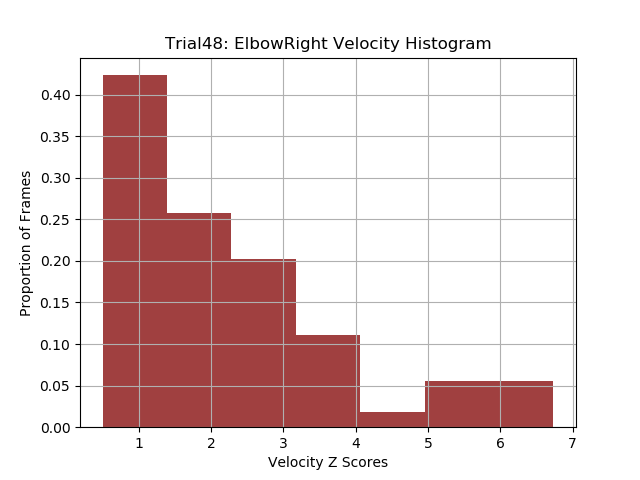 Trial48: ElbowRight Velocity Histogram
0.40
0.35
0.30
0.25
0.20
0.15
0.10
0.05
0.00
Proportion of Frames
1 2 3 4 5 6 7
Velocity Z Scores